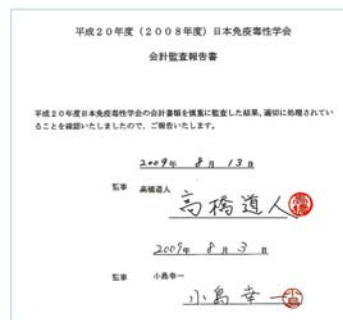 平成20年度(2008年度)日本免疫毒性学会
会計監査報告書
平成20年度日本免疫毒性学会の会計書類を慎重に監査した結果、適切に処理されてい
ることを確認いたしましたので、ご報告いたします。
2009年 8月 13日
監事 高橋道人
高橋道人
2009年 8月 3日
監事 小島幸一
小島幸一